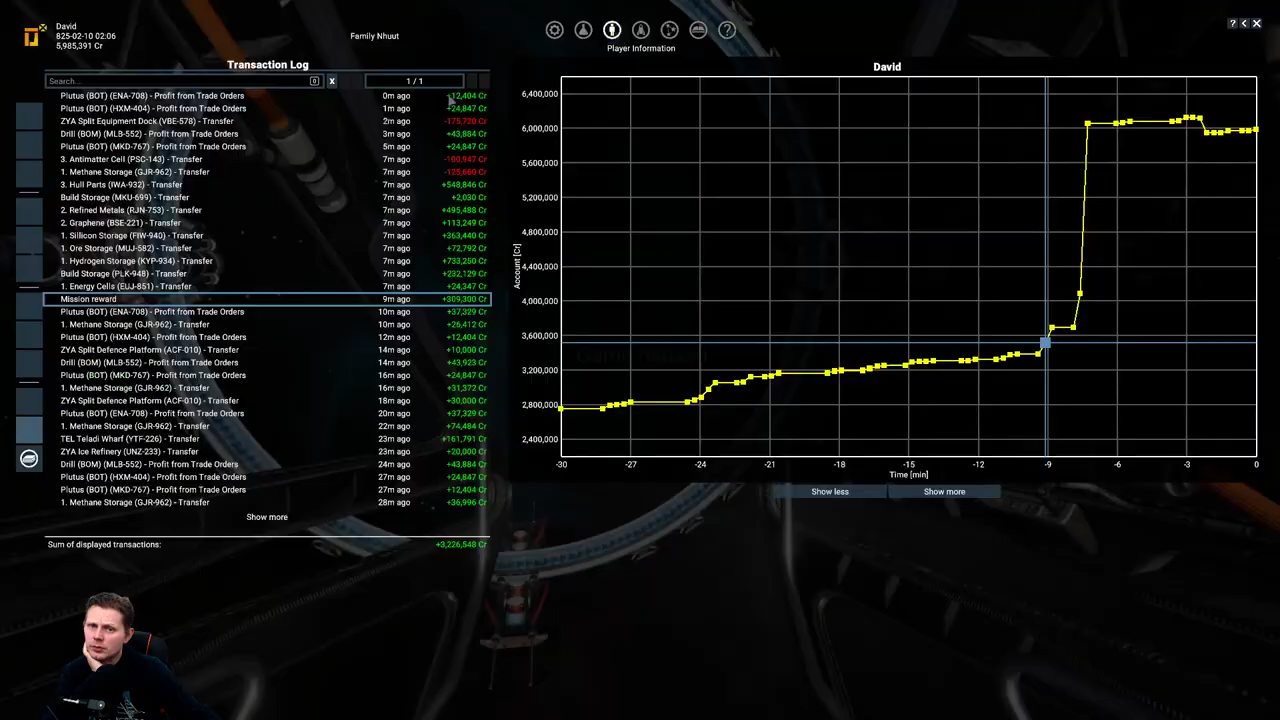 David
825-02-10 02:06
5,985,391 Cr
Family Nhuut
Player Information
? < X
Transaction Log
Search... 0 X 1 / 1
Plutus (BOT) (ENA-708) - Profit from Trade Orders 0m ago +12,404 Cr
Plutus (BOT) (HXM-404) - Profit from Trade Orders 1m ago +24,847 Cr
ZYA Split Equipment Dock (VBE-578) - Transfer 2m ago -175,720 Cr
Drill (BOM) (MLB-552) - Profit from Trade Orders 3m ago +43,884 Cr
Plutus (BOT) (MKD-767) - Profit from Trade Orders 5m ago +24,847 Cr
3. Antimatter Cell (PSC-143) - Transfer 7m ago -190,947 Cr
1. Methane Storage (GJR-962) - Transfer 7m ago -125,660 Cr
3. Hull Parts (IWA-932) - Transfer 7m ago +548,846 Cr
Build Storage (MKU-699) - Transfer 7m ago +2,030 Cr
2. Refined Metals (RJN-753) - Transfer 7m ago +495,488 Cr
2. Graphene (BSE-221) - Transfer 7m ago +113,249 Cr
1. Sillicon Storage (FIW-940) - Transfer 7m ago +363,440 Cr
1. Ore Storage (MUJ-582) - Transfer 7m ago +72,792 Cr
1. Hydrogen Storage (KYP-934) - Transfer 7m ago +733,250 Cr
Build Storage (PLK-948) - Transfer 7m ago +232,129 Cr
1. Energy Cells (EUJ-851) - Transfer 7m ago +24,347 Cr
Mission reward 9m ago +309,300 Cr
Plutus (BOT) (ENA-708) - Profit from Trade Orders 10m ago +37,329 Cr
1. Methane Storage (GJR-962) - Transfer 10m ago +26,412 Cr
Plutus (BOT) (HXM-404) - Profit from Trade Orders 12m ago +12,404 Cr
ZYA Split Defence Platform (ACF-010) - Transfer 14m ago +10,000 Cr
Drill (BOM) (MLB-552) - Profit from Trade Orders 14m ago +43,923 Cr
Plutus (BOT) (MKD-767) - Profit from Trade Orders 16m ago +24,847 Cr
1. Methane Storage (GJR-962) - Transfer 16m ago +31,372 Cr
ZYA Split Defence Platform (ACF-010) - Transfer 18m ago +30,000 Cr
Plutus (BOT) (ENA-708) - Profit from Trade Orders 20m ago +37,329 Cr
1. Methane Storage (GJR-962) - Transfer 22m ago +74,484 Cr
TEL Teladi Wharf (YTF-226) - Transfer 23m ago +161,791 Cr
ZYA Ice Refinery (UNZ-233) - Transfer 23m ago +20,000 Cr
Drill (BOM) (MLB-552) - Profit from Trade Orders 24m ago +43,884 Cr
Plutus (BOT) (HXM-404) - Profit from Trade Orders 27m ago +24,847 Cr
Plutus (BOT) (MKD-767) - Profit from Trade Orders 27m ago +12,404 Cr
1. Methane Storage (GJR-962) - Transfer 28m ago +36,996 Cr
Show more
Sum of displayed transactions: +3,226,548 Cr
David
6,400,000
6,000,000
5,600,000
5,200,000
4,800,000
4,400,000
4,000,000
3,600,000
3,200,000
2,800,000
2,400,000
Account [Cr]
-30 -27 -24 -21 -18 -15 -12 -9 -6 -3 0
Time [min]
Show less Show more